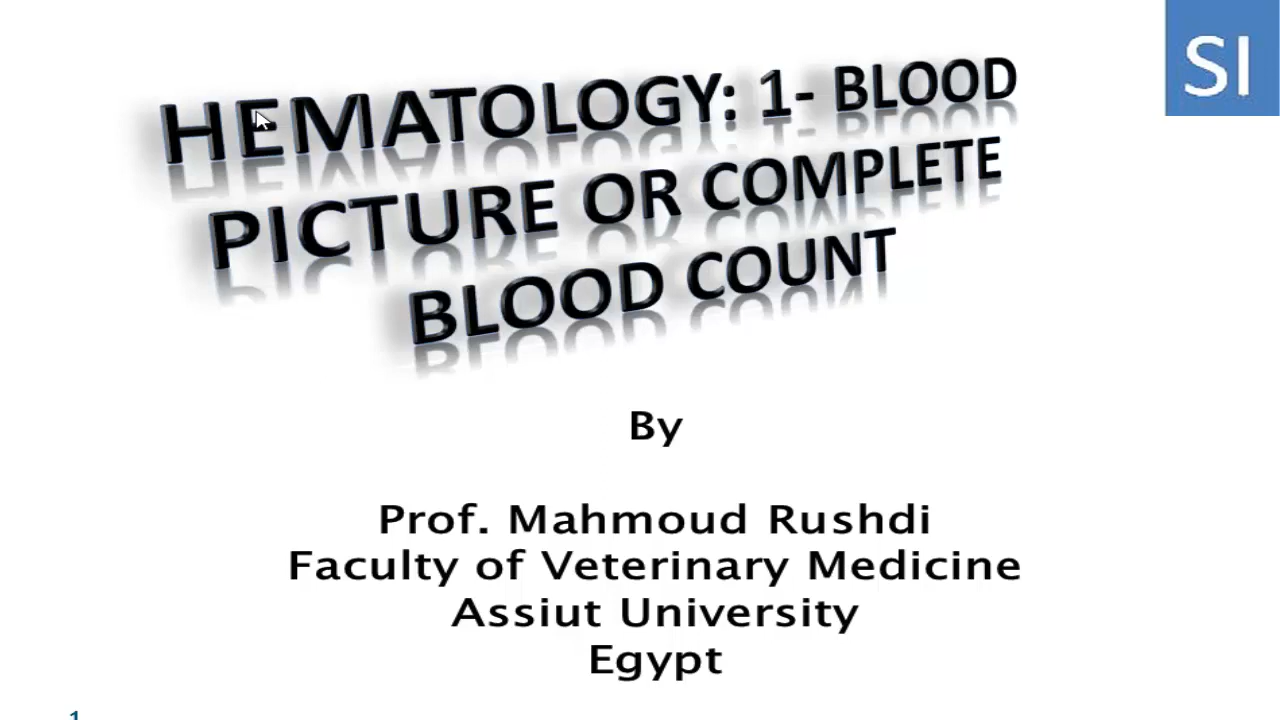 SI
HEMATOLOGY: 1- BLOOD
PICTURE OR COMPLETE
BLOOD COUNT
By
Prof. Mahmoud Rushdi
Faculty of Veterinary Medicine
Assiut University
Egypt
1